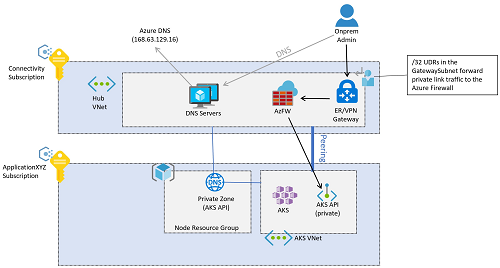 Azure DNS
(168.63.129.16)
Onprem
Admin
DNS
Connectivity
Subscription
/32 UDRs in the
GatewaySubnet forward
private link traffic to the
Azure Firewall
Hub
VNet
DNS Servers
AzFW
ER/VPN
Gateway
Peering
ApplicationXYZ
Subscription
DNS
Private Zone
(AKS API)
AKS
AKS API
(private)
Node Resource Group
AKS VNet